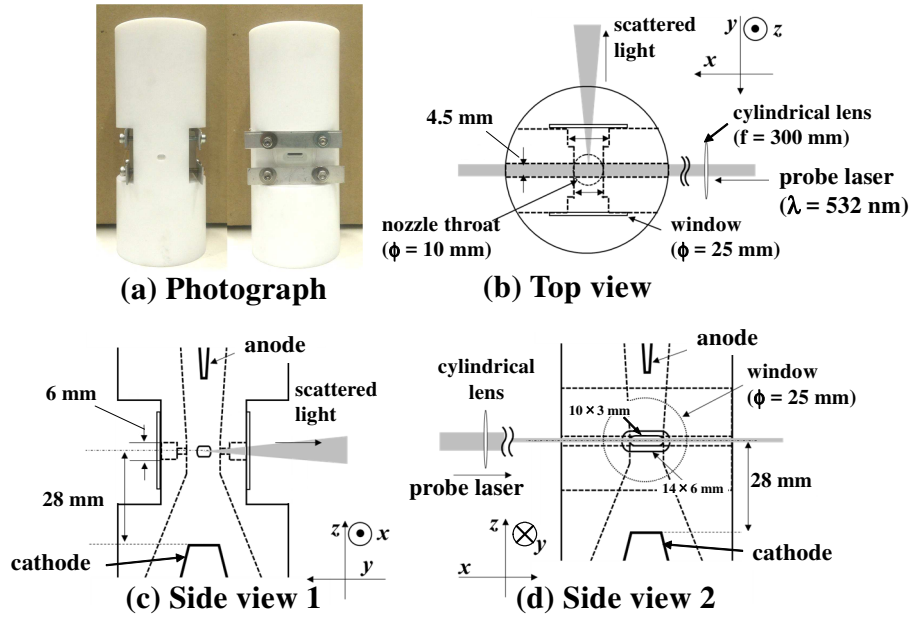 (a) Photograph
scattered
light
y
z
x
4.5 mm
cylindrical lens
(f = 300 mm)
probe laser
(λ = 532 nm)
nozzle throat
(ϕ = 10 mm)
window
(ϕ = 25 mm)
(b) Top view
anode
6 mm
scattered
light
28 mm
cathode
z
x
y
(c) Side view 1
anode
cylindrical
lens
window
(ϕ = 25 mm)
10×3 mm
probe laser
14×6 mm
28 mm
z
y
x
cathode
(d) Side view 2